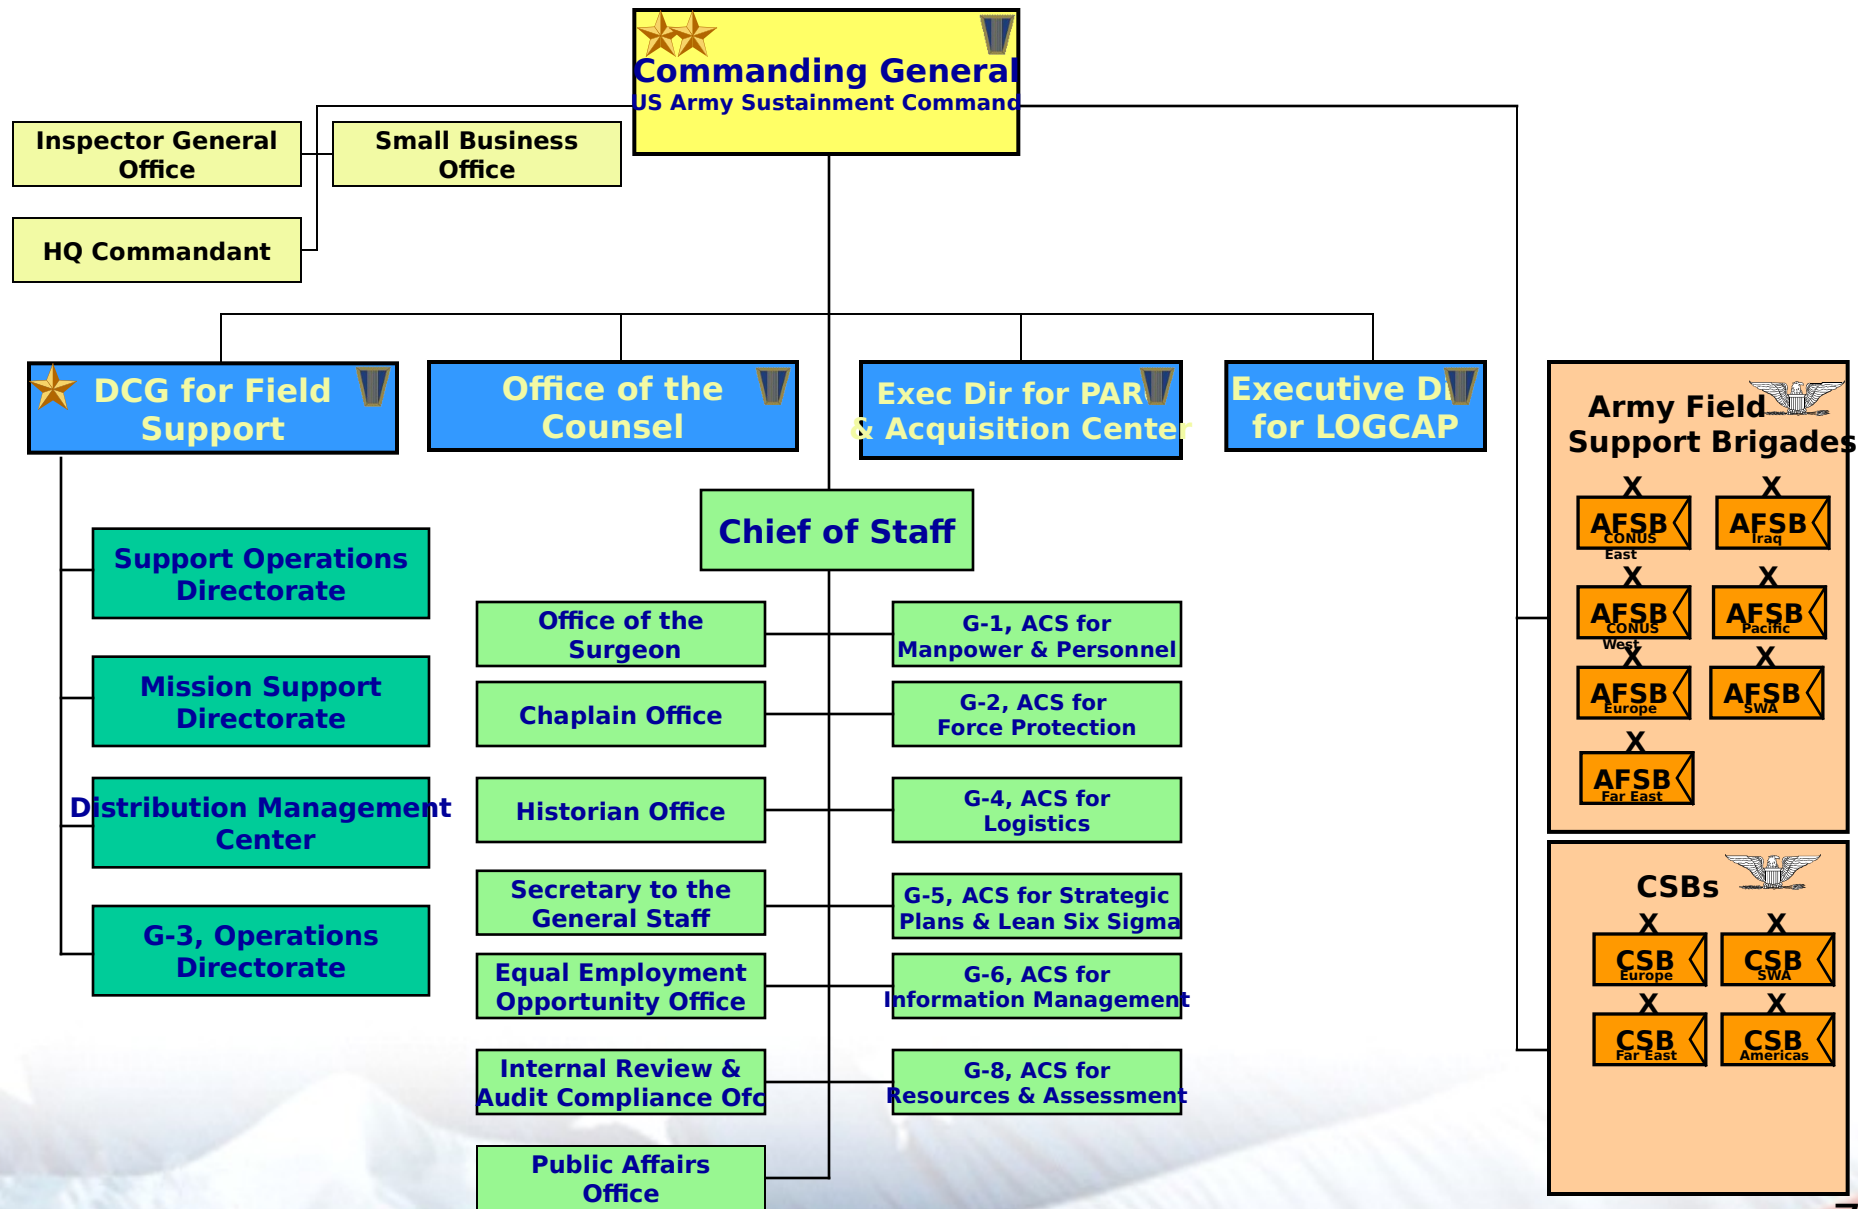 Commanding General
US Army Sustainment Command
Inspector General
Office
Small Business
Office
HQ Commandant
DCG for Field
Support
Office of the
Counsel
Exec Dir for
& Acquisition Center
Executive
for LOGCAP
Chief of Staff
Support Operations
Directorate
Mission Support
Directorate
Distribution Management
Center
G-3, Operations
Directorate
Office of the
Surgeon
Chaplain Office
Historian Office
Secretary to the
General Staff
Equal Employment
Opportunity Office
Internal Review &
Audit Compliance Ofc
Public Affairs
Office
G-1, ACS for
Manpower & Personnel
G-2, ACS for
Force Protection
G-4, ACS for
Logistics
G-5, ACS for Strategic
Plans & Lean Six Sigma
G-6, ACS for
Information Management
G-8, ACS for
Resources & Assessment
Army Field
Support Brigades
X
AFSB
CONUS
East
X
AFSB
Iraq
X
AFSB
CONUS
West
X
AFSB
Pacific
X
AFSB
Europe
X
AFSB
SWA
X
AFSB
Far East
CSBs
X
CSB
Europe
X
CSB
SWA
X
CSB
Far East
X
CSB
Americas